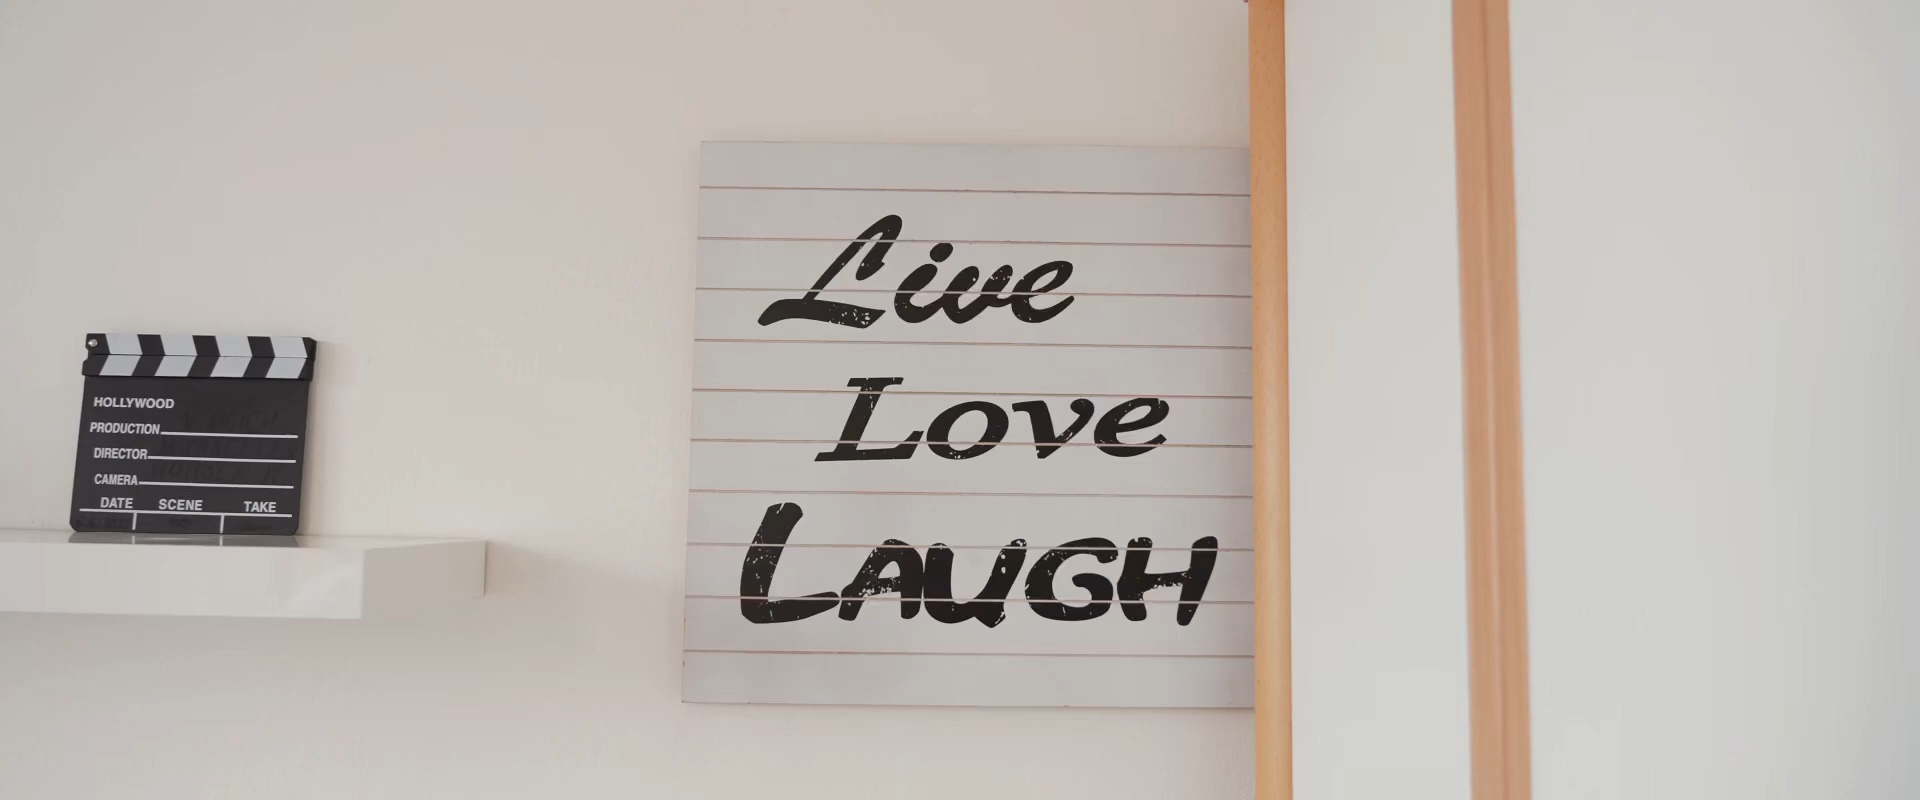 HOLLYWOOD
PRODUCTION
DIRECTOR
CAMERA
DATE SCENE TAKE
Live
Love
LAUGH